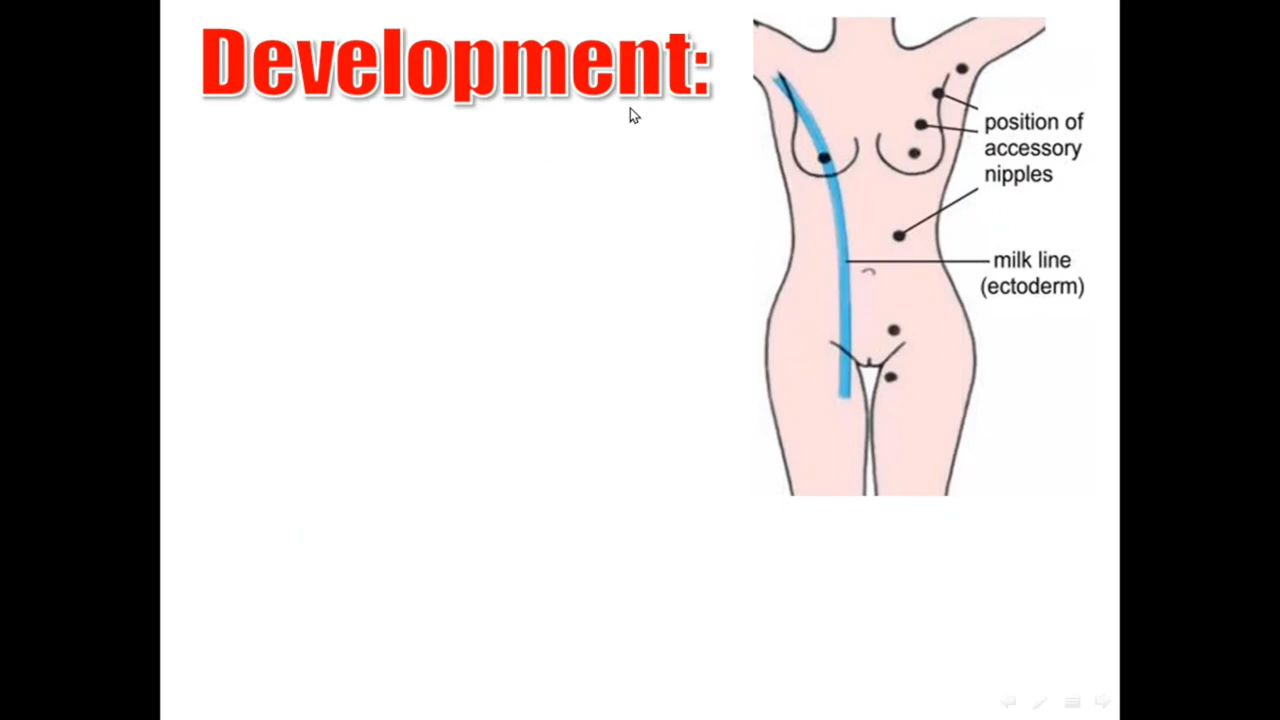 Development:
position of
accessory
nipples
milk line
(ectoderm)